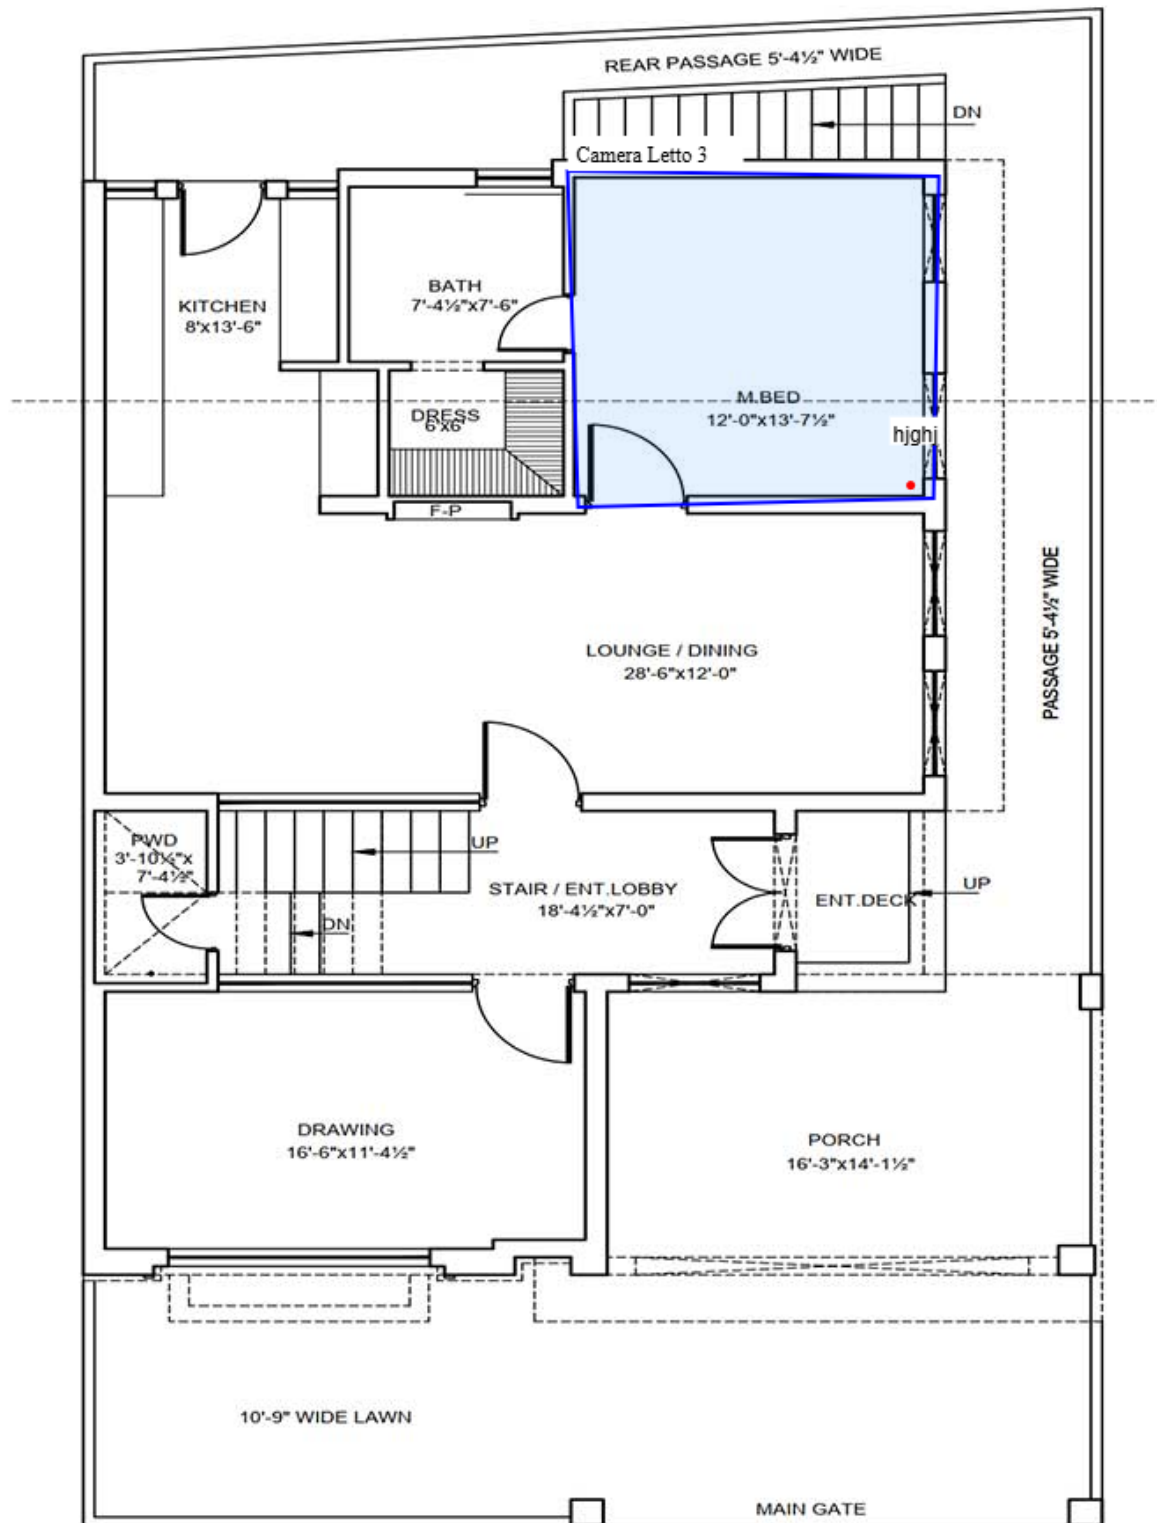 REAR PASSAGE 5'-4½" WIDE
DN
Camera Letto 3
BATH
7'-4½"x7'-6"
KITCHEN
8'x13'-6"
M.BED
12'-0"x13'-7½"
DRESS
6'x6'
hjghj
F-P
PASSAGE 5'-4½" WIDE
LOUNGE / DINING
28'-6"x12'-0"
PWD
3'-10½"x
7'-4½"
UP
STAIR / ENT.LOBBY
18'-4½"x7'-0"
DN
UP
ENT.DECK
DRAWING
16'-6"x11'-4½"
PORCH
16'-3"x14'-1½"
10'-9" WIDE LAWN
MAIN GATE